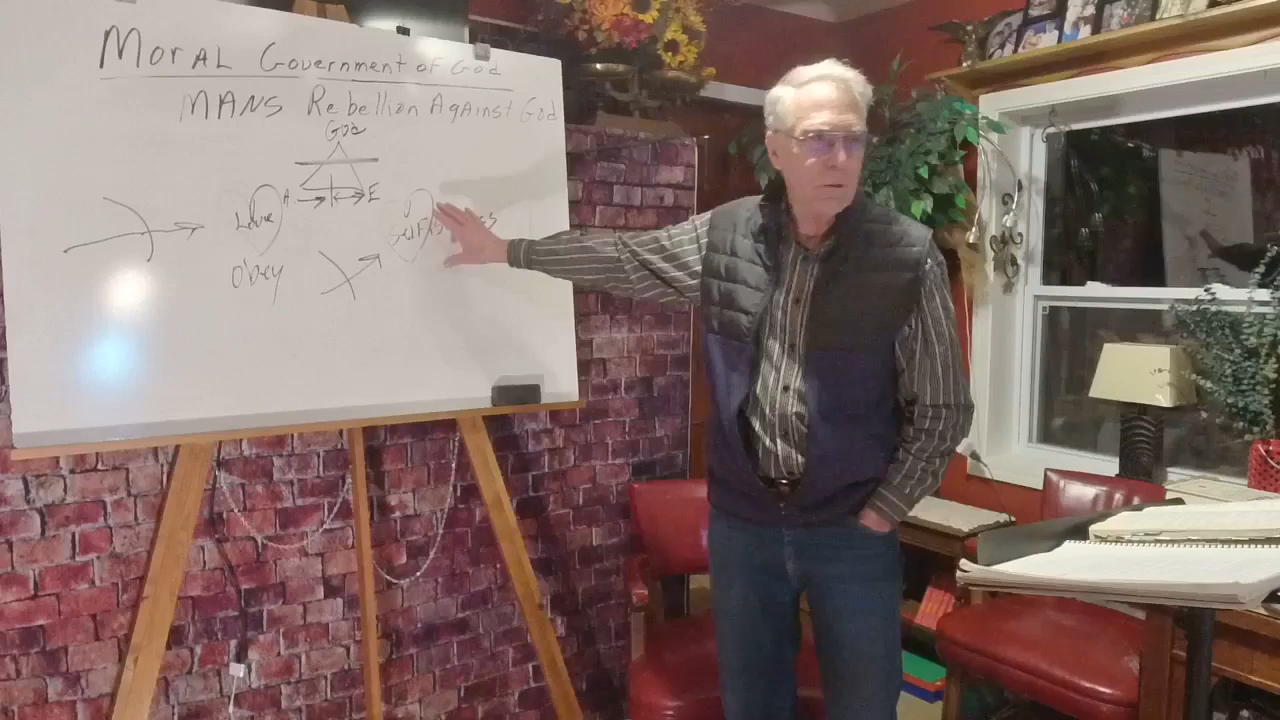 MorAL Government of God
MANS Rebellion Against God
God
A E
Love
obey